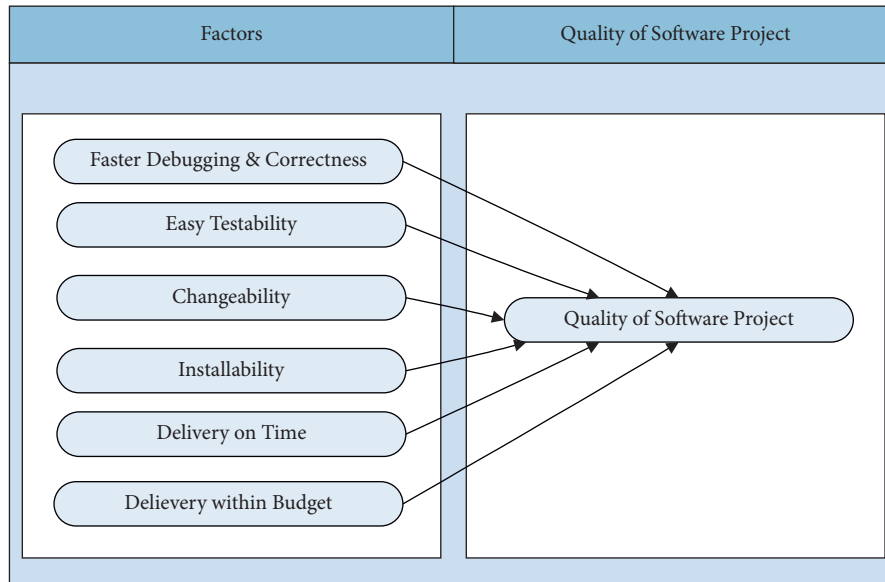 Factors
Quality of Software Project
Faster Debugging & Correctness
Easy Testability
Changeability
Quality of Software Project
Installability
Delivery on Time
Delievery within Budget